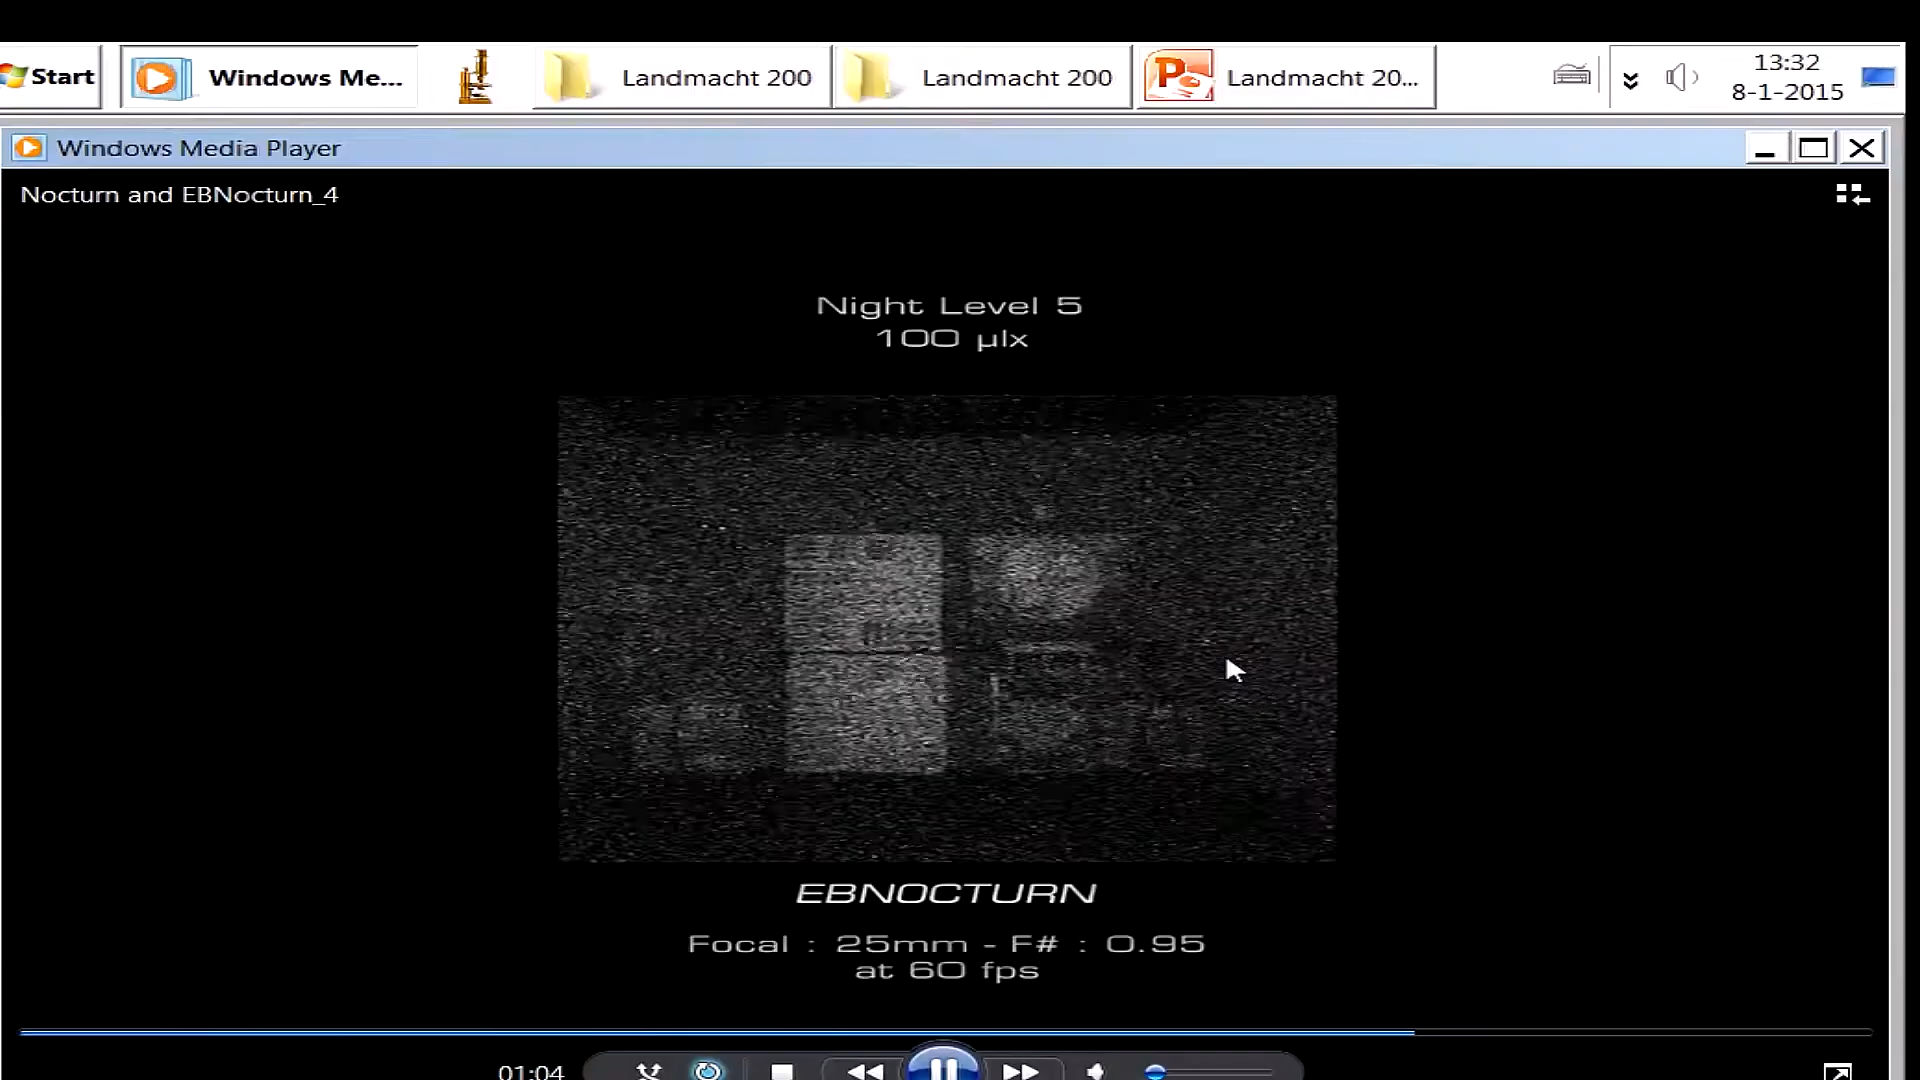 Start
Windows Me...
Landmacht 200
Landmacht 200
Landmacht 20...
13:32
8-1-2015
Windows Media Player
Nocturn and EBNocturn_4
Night Level 5
100 µlx
EBNOCTURN
Focal : 25mm - F# : 0.95
at 60 fps
01:04